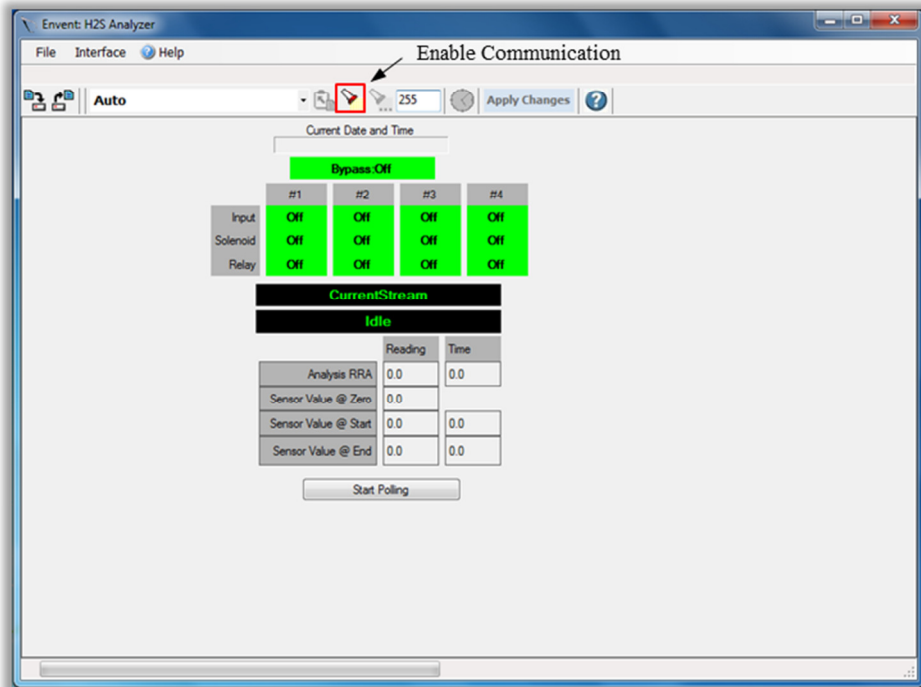 Envent: H2S Analyzer
File Interface Help
Enable Communication
Auto 255 Apply Changes
Current Date and Time
Bypass:Off
#1 #2 #3 #4
Input Off Off Off Off
Solenoid Off Off Off Off
Relay Off Off Off Off
CurrentStream
Idle
Reading Time
Analysis RRA 0.0 0.0
Sensor Value @ Zero 0.0
Sensor Value @ Start 0.0 0.0
Sensor Value @ End 0.0 0.0
Start Polling